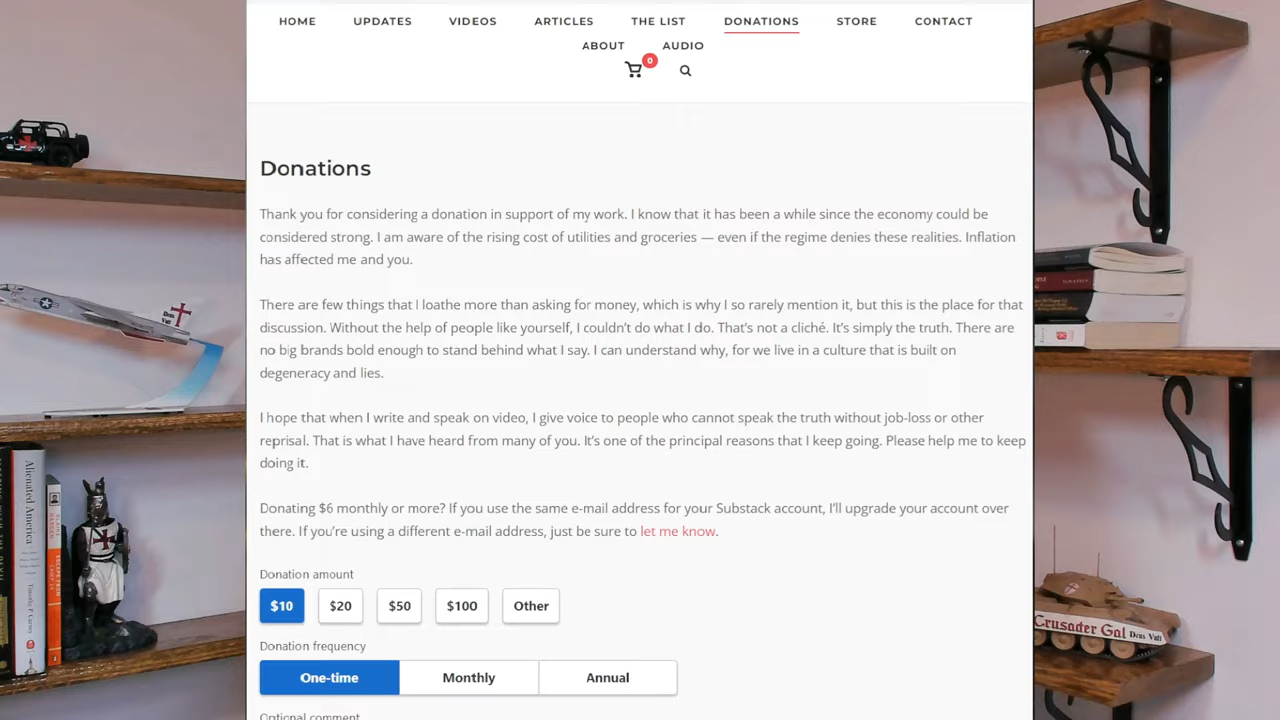 HOME UPDATES VIDEOS ARTICLES THE LIST DONATIONS STORE CONTACT
ABOUT AUDIO
0
Donations
Thank you for considering a donation in support of my work. I know that it has been a while since the economy could be
considered strong. I am aware of the rising cost of utilities and groceries — even if the regime denies these realities. Inflation
has affected me and you.
There are few things that I loathe more than asking for money, which is why I so rarely mention it, but this is the place for that
discussion. Without the help of people like yourself, I couldn’t do what I do. That’s not a cliché. It’s simply the truth. There are
no big brands bold enough to stand behind what I say. I can understand why, for we live in a culture that is built on
degeneracy and lies.
I hope that when I write and speak on video, I give voice to people who cannot speak the truth without job-loss or other
reprisal. That is what I have heard from many of you. It’s one of the principal reasons that I keep going. Please help me to keep
doing it.
Donating $6 monthly or more? If you use the same e-mail address for your Substack account, I’ll upgrade your account over
there. If you’re using a different e-mail address, just be sure to let me know.
Donation amount
$10 $20 $50 $100 Other
Donation frequency
One-time Monthly Annual
Optional comment
Deus Vult
Alienated America
Timothy P. Carney
ESCAPE FROM CAMP 14
Crusader Gal Deus Vult